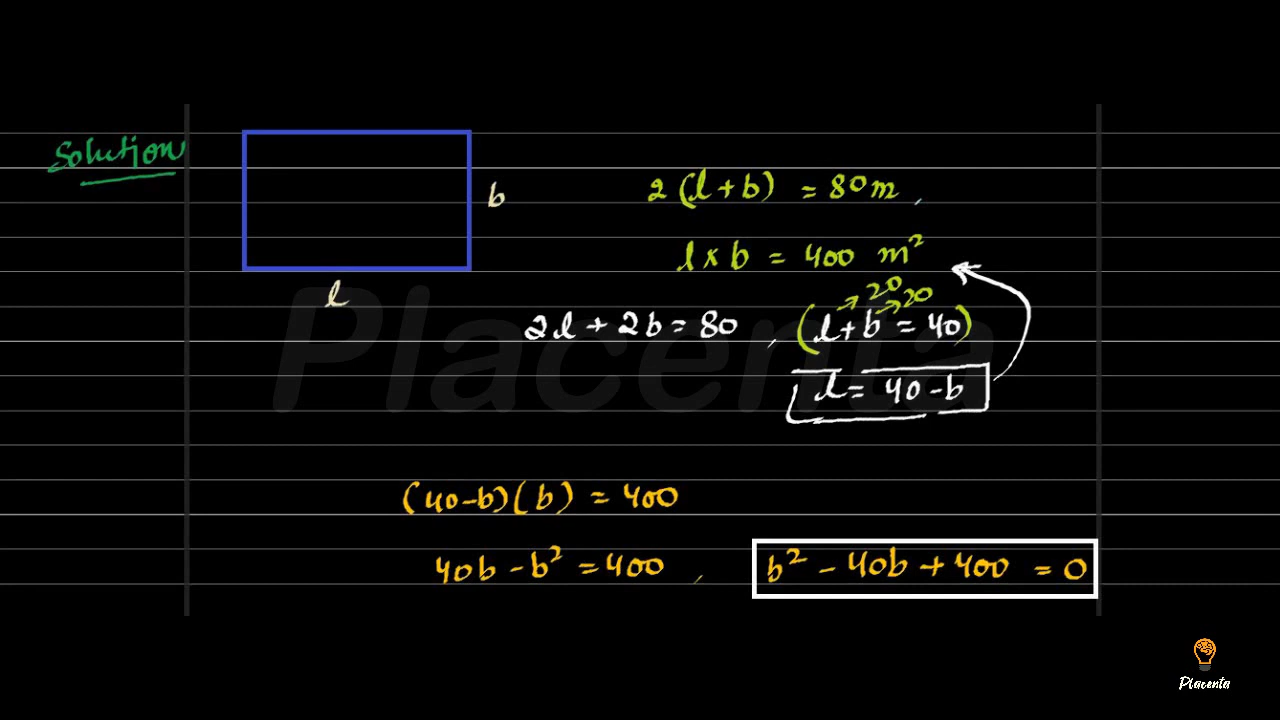 Solution
b
2(l+b) = 80m,
l × b = 400 m²
l
20 20
2l + 2b = 80, (l+b = 40)
l = 40-b
(40-b)(b) = 400
40b - b² = 400, b² - 40b + 400 = 0
Placenta
Placenta